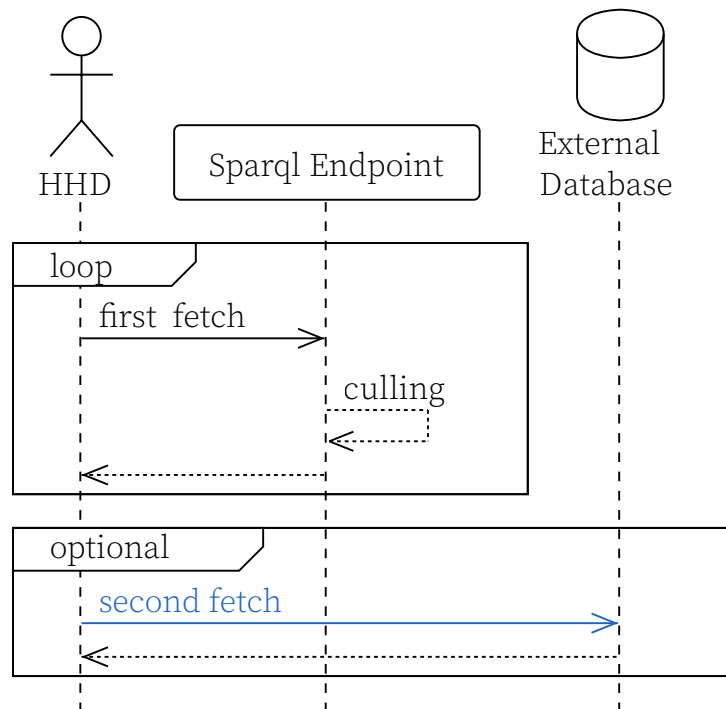 External
HHD
Sparql Endpoint
Database
loop
first fetch
culling
optional
second fetch